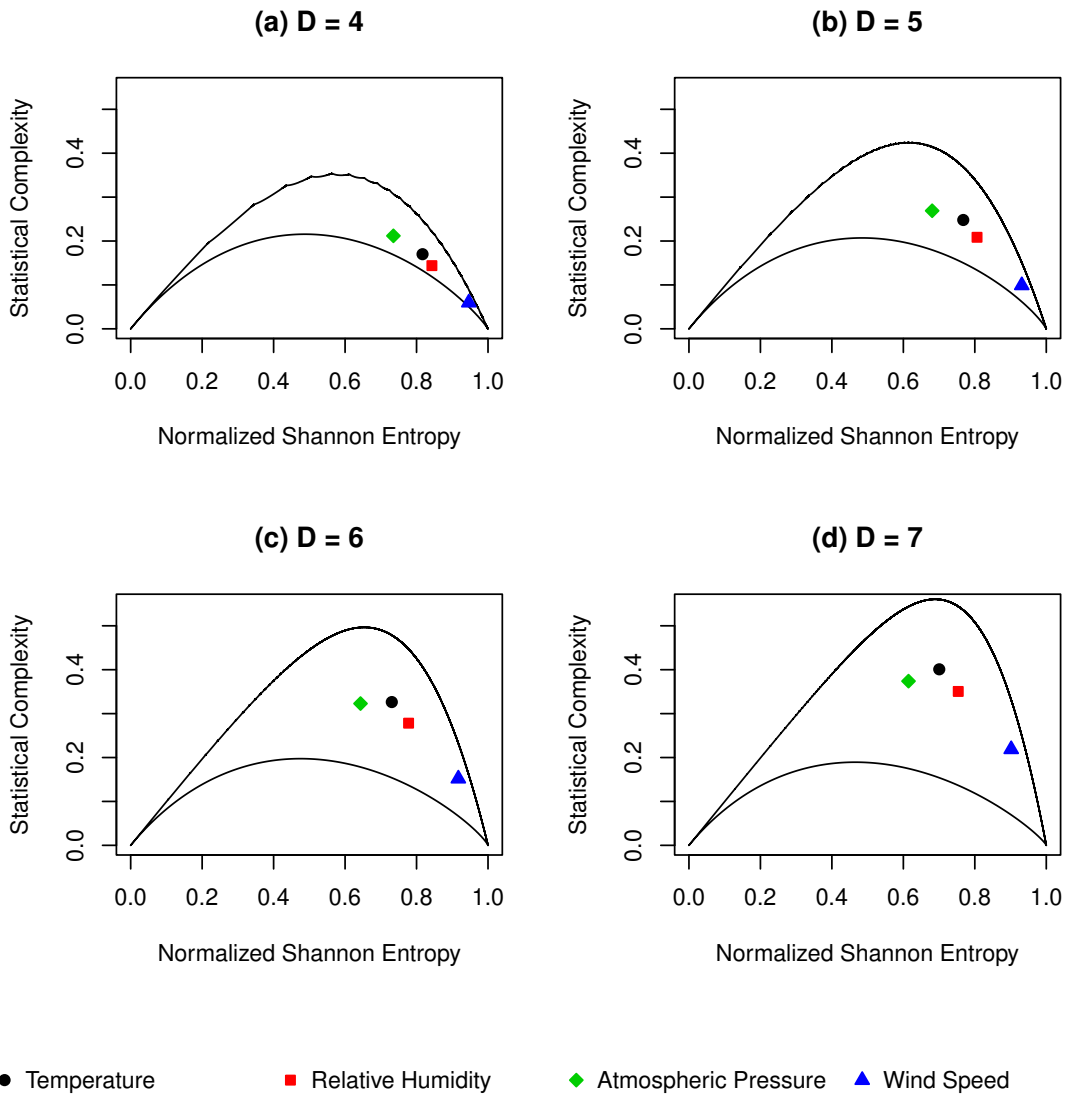 (a) D = 4
Statistical Complexity
0.0 0.2 0.4
0.0 0.2 0.4 0.6 0.8 1.0
Normalized Shannon Entropy
(b) D = 5
Statistical Complexity
0.0 0.2 0.4
0.0 0.2 0.4 0.6 0.8 1.0
Normalized Shannon Entropy
(c) D = 6
Statistical Complexity
0.0 0.2 0.4
0.0 0.2 0.4 0.6 0.8 1.0
Normalized Shannon Entropy
(d) D = 7
Statistical Complexity
0.0 0.2 0.4
0.0 0.2 0.4 0.6 0.8 1.0
Normalized Shannon Entropy
Temperature Relative Humidity Atmospheric Pressure Wind Speed